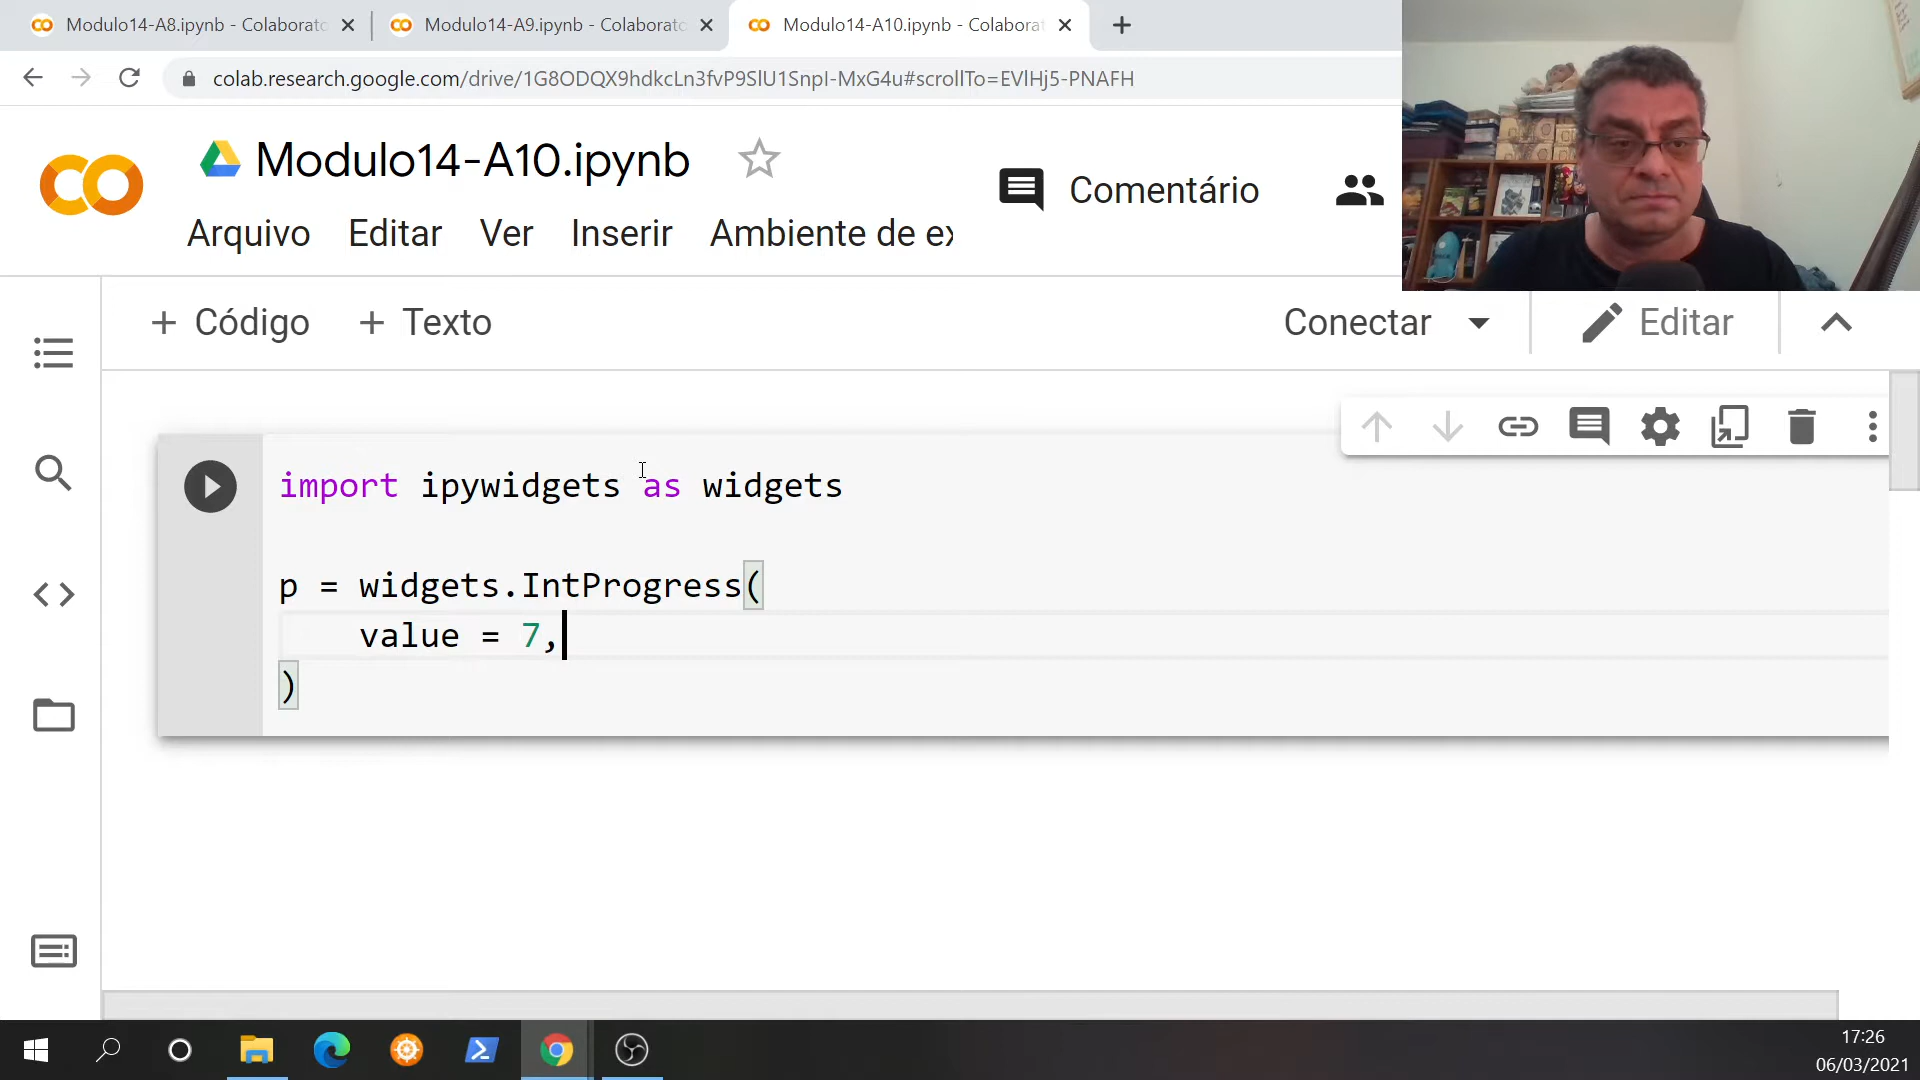 Modulo14-A8.ipynb - Colaborato
Modulo14-A9.ipynb - Colaborato
Modulo14-A10.ipynb - Colaborat
colab.research.google.com/drive/1G8ODQX9hdkcLn3fvP9SlU1SnpI-MxG4u#scrollTo=EVlHj5-PNAFH
Modulo14-A10.ipynb
Comentário
Arquivo Editar Ver Inserir Ambiente de ex
+ Código + Texto
Conectar
Editar
import ipywidgets as widgets
p = widgets.IntProgress(
value = 7,
)
17:26
06/03/2021